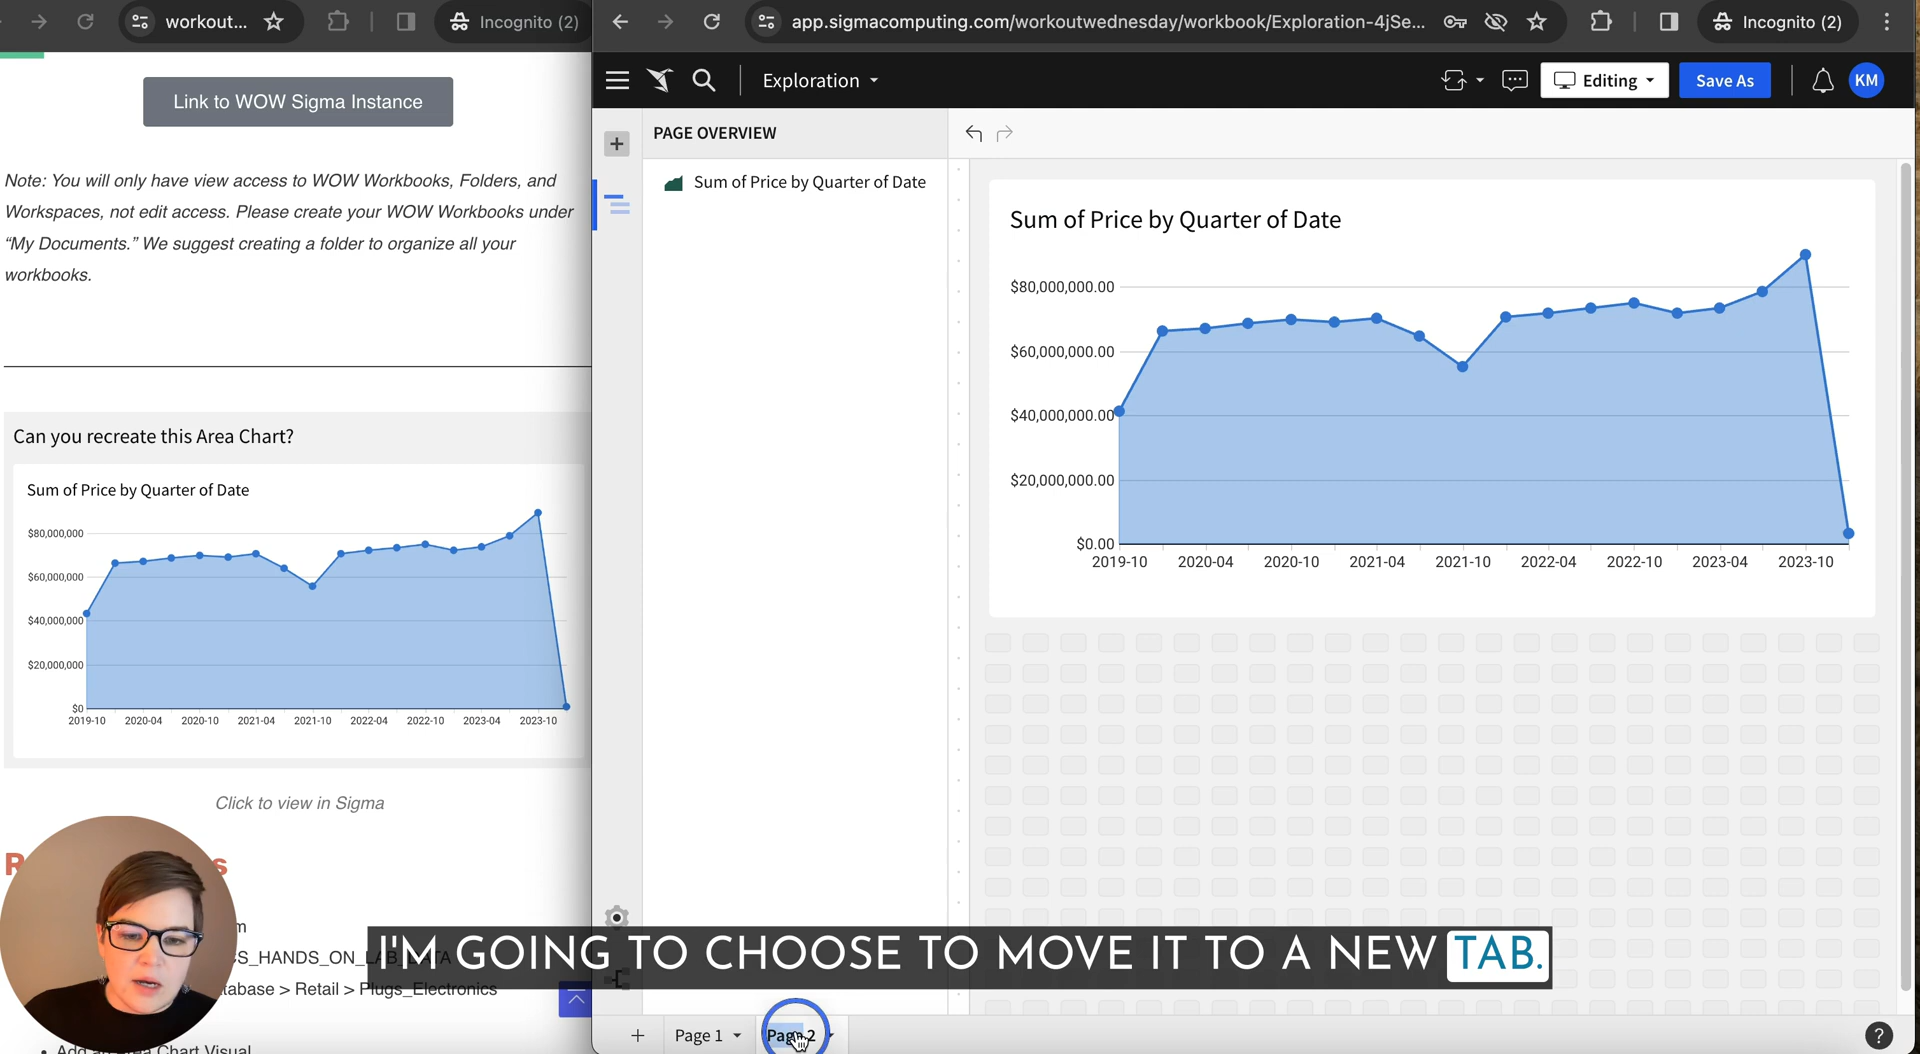 workout...
Incognito (2)
app.sigmacomputing.com/workoutwednesday/workbook/Exploration-4jSe...
Incognito (2)
Link to WOW Sigma Instance
Note: You will only have view access to WOW Workbooks, Folders, and
Workspaces, not edit access. Please create your WOW Workbooks under
“My Documents.” We suggest creating a folder to organize all your
workbooks.
Can you recreate this Area Chart?
Sum of Price by Quarter of Date
$80,000,000
$60,000,000
$40,000,000
$20,000,000
$0
2019-10 2020-04 2020-10 2021-04 2021-10 2022-04 2022-10 2023-04 2023-10
Click to view in Sigma
S_HANDS_ON_LAB_DATA
tabase > Retail > Plugs_Electronics
Chart Visual
Exploration
Editing
Save As
KM
PAGE OVERVIEW
Sum of Price by Quarter of Date
Sum of Price by Quarter of Date
$80,000,000.00
$60,000,000.00
$40,000,000.00
$20,000,000.00
$0.00
2019-10 2020-04 2020-10 2021-04 2021-10 2022-04 2022-10 2023-04 2023-10
I'M GOING TO CHOOSE TO MOVE IT TO A NEW TAB.
Page 1
Page 2